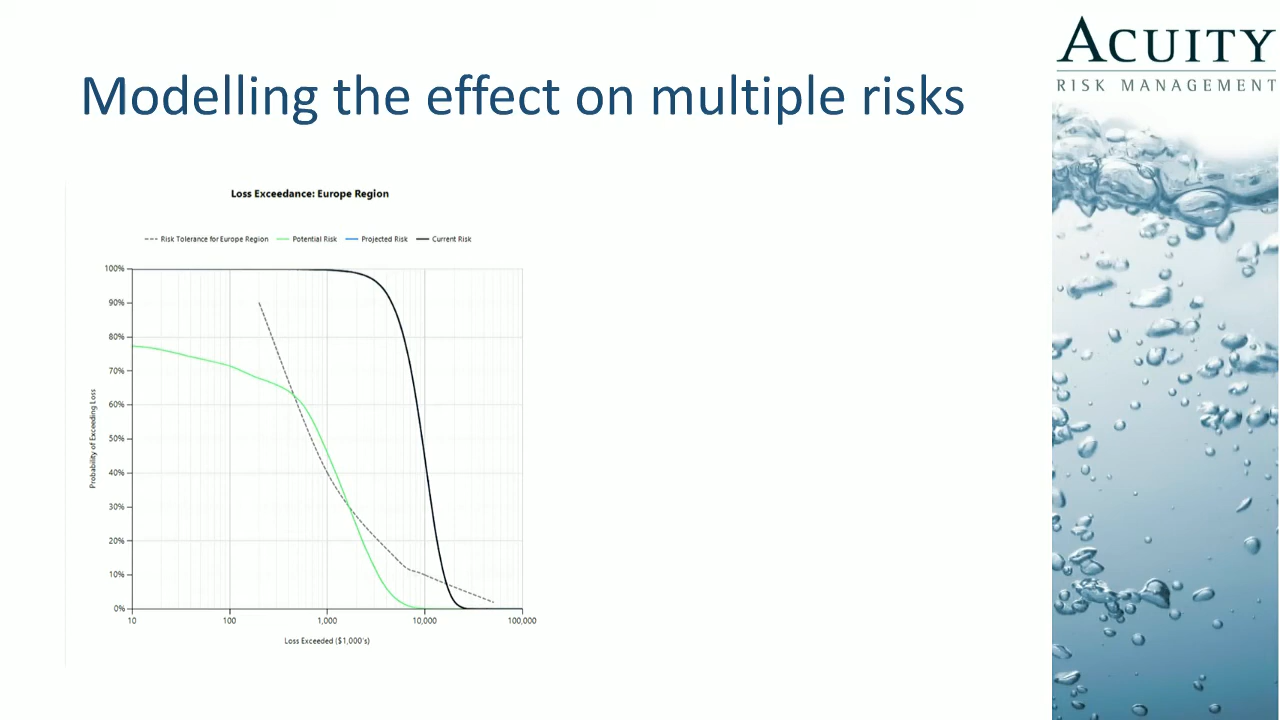 Modelling the effect on multiple risks
ACUITY
RISK MANAGEMENT
Loss Exceedance: Europe Region
Risk Tolerance for Europe Region Potential Risk Projected Risk Current Risk
100%
90%
80%
70%
60%
50%
40%
30%
20%
10%
0%
Probability of Exceeding Loss
10 100 1,000 10,000 100,000
Loss Exceeded ($1,000's)